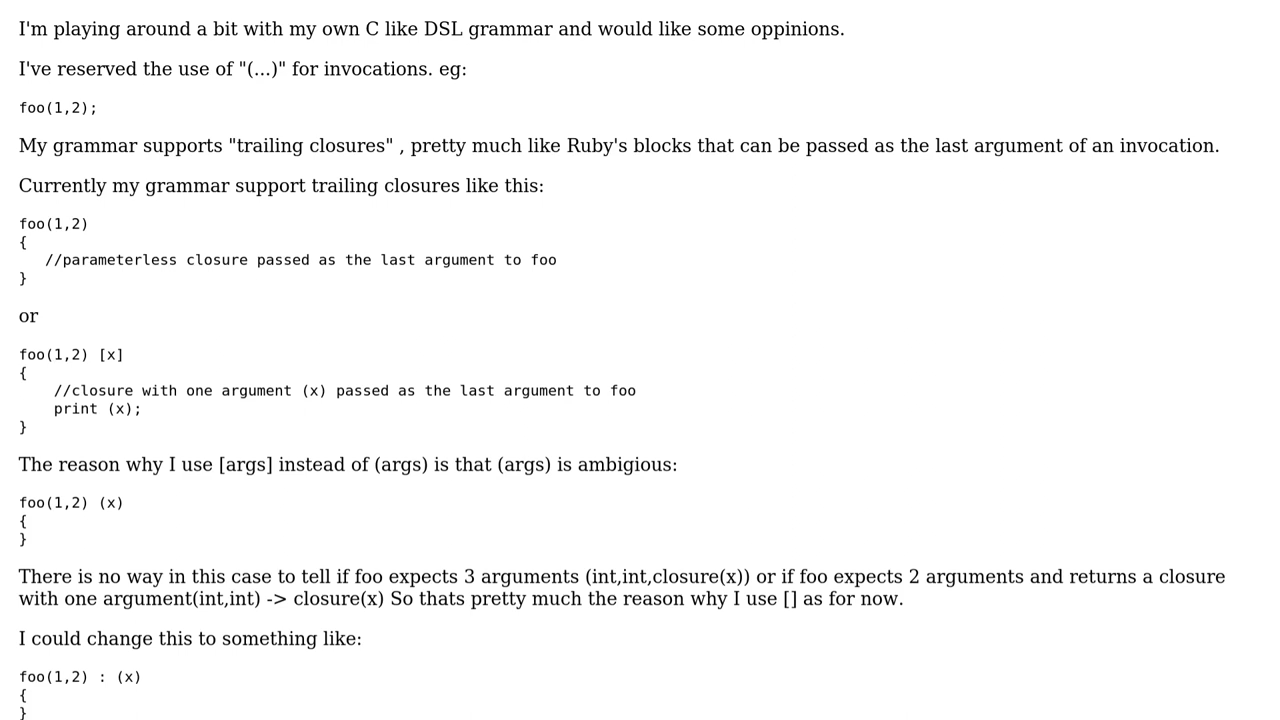 I'm playing around a bit with my own C like DSL grammar and would like some oppinions.
I've reserved the use of "(...)" for invocations. eg:
foo(1,2);
My grammar supports "trailing closures" , pretty much like Ruby's blocks that can be passed as the last argument of an invocation.
Currently my grammar support trailing closures like this:
foo(1,2)
{
//parameterless closure passed as the last argument to foo
}
or
foo(1,2) [x]
{
//closure with one argument (x) passed as the last argument to foo
print (x);
}
The reason why I use [args] instead of (args) is that (args) is ambigious:
foo(1,2) (x)
{
}
There is no way in this case to tell if foo expects 3 arguments (int,int,closure(x)) or if foo expects 2 arguments and returns a closure
with one argument(int,int) -> closure(x) So thats pretty much the reason why I use [] as for now.
I could change this to something like:
foo(1,2) : (x)
{
}